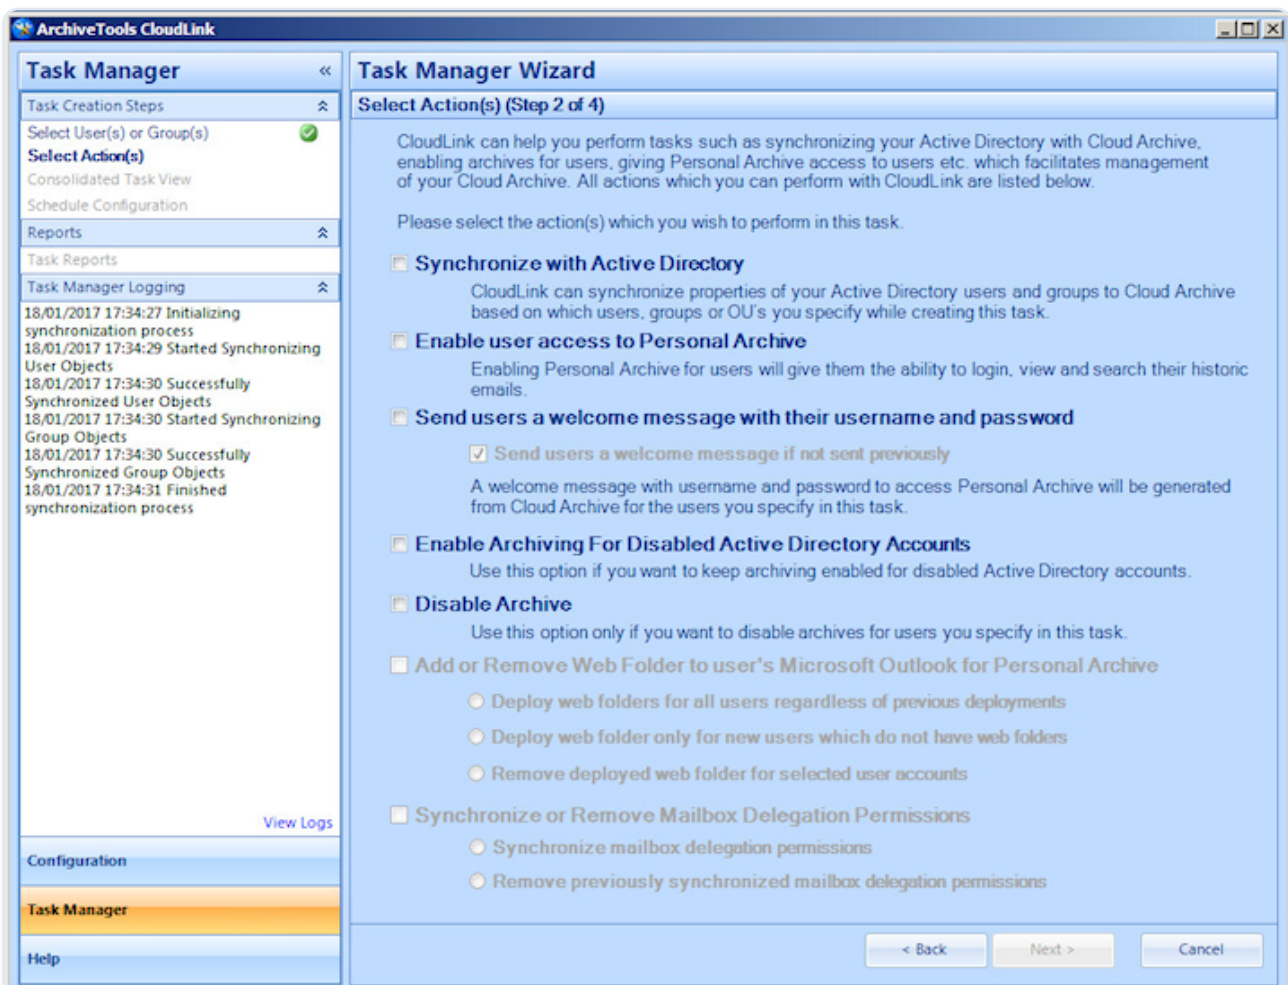 ArchiveTools CloudLink
Task Manager «
Task Creation Steps
Select User(s) or Group(s)
Select Action(s)
Consolidated Task View
Schedule Configuration
Reports
Task Reports
Task Manager Logging
18/01/2017 17:34:27 Initializing
synchronization process
18/01/2017 17:34:29 Started Synchronizing
User Objects
18/01/2017 17:34:30 Successfully
Synchronized User Objects
18/01/2017 17:34:30 Started Synchronizing
Group Objects
18/01/2017 17:34:30 Successfully
Synchronized Group Objects
18/01/2017 17:34:31 Finished
synchronization process
View Logs
Configuration
Task Manager
Help
Task Manager Wizard
Select Action(s) (Step 2 of 4)
CloudLink can help you perform tasks such as synchronizing your Active Directory with Cloud Archive,
enabling archives for users, giving Personal Archive access to users etc. which facilitates management
of your Cloud Archive. All actions which you can perform with CloudLink are listed below.
Please select the action(s) which you wish to perform in this task.
Synchronize with Active Directory
CloudLink can synchronize properties of your Active Directory users and groups to Cloud Archive
based on which users, groups or OU's you specify while creating this task.
Enable user access to Personal Archive
Enabling Personal Archive for users will give them the ability to login, view and search their historic
emails.
Send users a welcome message with their username and password
Send users a welcome message if not sent previously
A welcome message with username and password to access Personal Archive will be generated
from Cloud Archive for the users you specify in this task.
Enable Archiving For Disabled Active Directory Accounts
Use this option if you want to keep archiving enabled for disabled Active Directory accounts.
Disable Archive
Use this option only if you want to disable archives for users you specify in this task.
Add or Remove Web Folder to user's Microsoft Outlook for Personal Archive
Deploy web folders for all users regardless of previous deployments
Deploy web folder only for new users which do not have web folders
Remove deployed web folder for selected user accounts
Synchronize or Remove Mailbox Delegation Permissions
Synchronize mailbox delegation permissions
Remove previously synchronized mailbox delegation permissions
< Back Next > Cancel